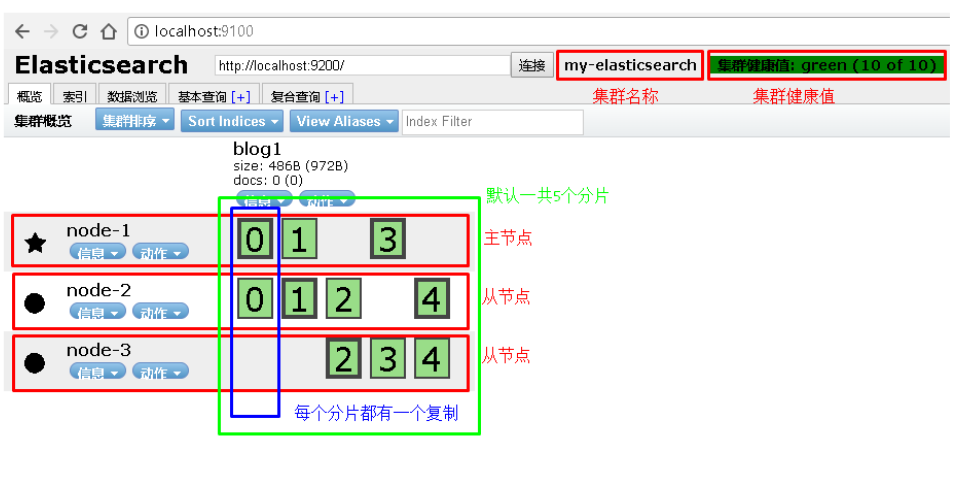 localhost:9100
Elasticsearch http://localhost:9200/ 连接 my-elasticsearch 集群健康值: green (10 of 10)
概览 索引 数据浏览 基本查询 [+] 复合查询 [+] 集群名称 集群健康值
集群概览 集群排序 Sort Indices View Aliases Index Filter
blog1
size: 486B (972B)
docs: 0 (0)
信息 动作 默认一共5个分片
node-1 0 1 3 主节点
信息 动作
node-2 0 1 2 4 从节点
信息 动作
node-3 2 3 4 从节点
信息 动作
每个分片都有一个复制